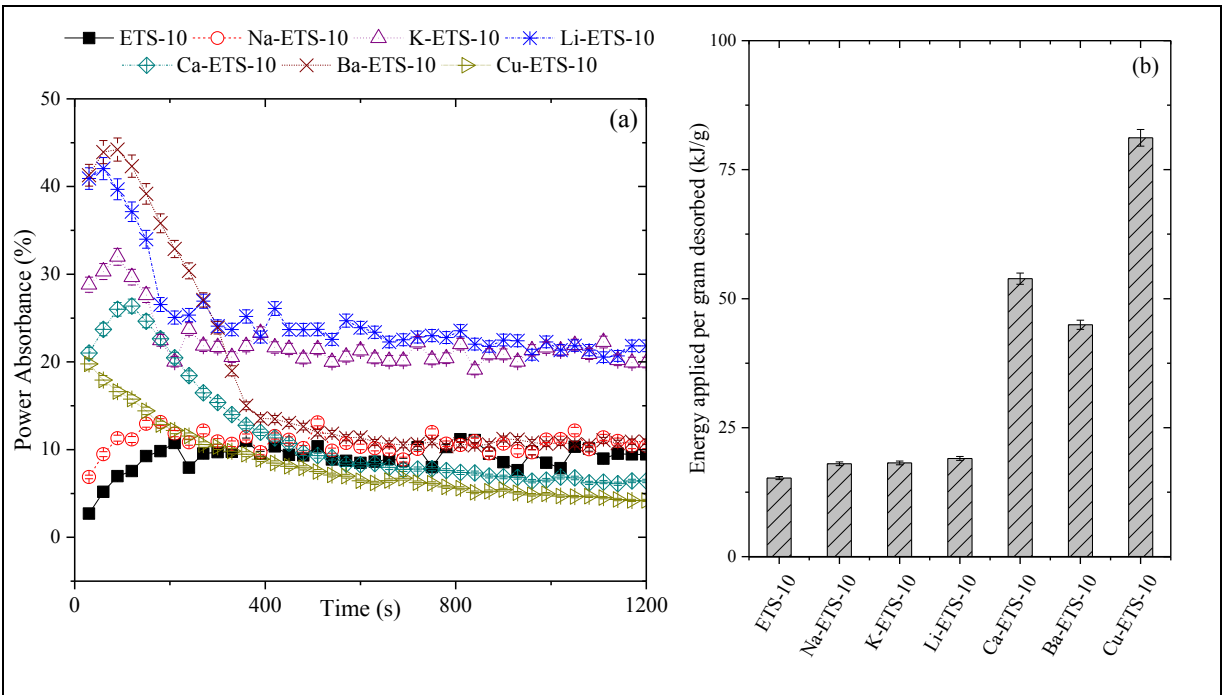 ETS-10 Na-ETS-10 K-ETS-10 Li-ETS-10
Ca-ETS-10 Ba-ETS-10 Cu-ETS-10
(a)
Power Absorbance (%)
50
40
30
20
10
0
0 400 800 1200
Time (s)
(b)
Energy applied per gram desorbed (kJ/g)
100
75
50
25
0
ETS-10
Na-ETS-10
K-ETS-10
Li-ETS-10
Ca-ETS-10
Ba-ETS-10
Cu-ETS-10